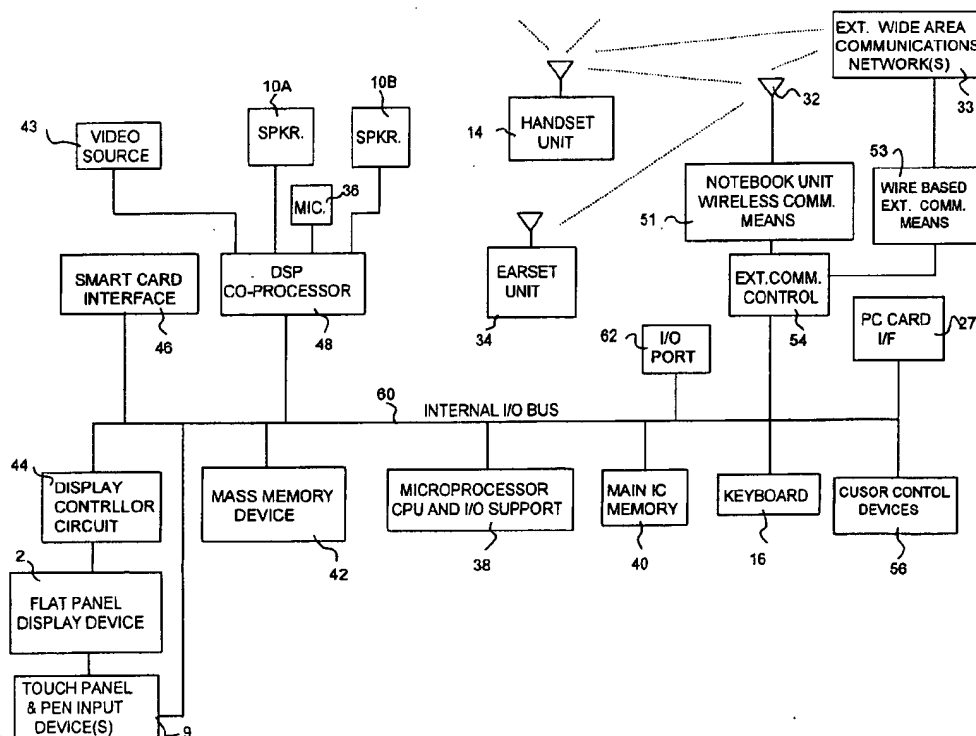 EXT. WIDE AREA
COMMUNICATIONS
NETWORK(S)
33
10A
10B
43
VIDEO
SOURCE
SPKR.
SPKR.
14
HANDSET
UNIT
32
53
36
MIC.
NOTEBOOK UNIT
WIRELESS COMM.
MEANS
51
WIRE BASED
EXT. COMM.
MEANS
SMART CARD
INTERFACE
46
DSP
CO-PROCESSOR
48
EARSET
UNIT
34
EXT.COMM.
CONTROL
54
PC CARD
I/F
27
62
I/O
PORT
60
INTERNAL I/O BUS
44
DISPLAY
CONTRLLOR
CIRCUIT
MASS MEMORY
DEVICE
42
MICROPROCESSOR
CPU AND I/O SUPPORT
38
MAIN IC
MEMORY
40
KEYBOARD
16
CUSOR CONTOL
DEVICES
56
2
FLAT PANEL
DISPLAY DEVICE
TOUCH PANEL
& PEN INPUT
DEVICE(S)
9